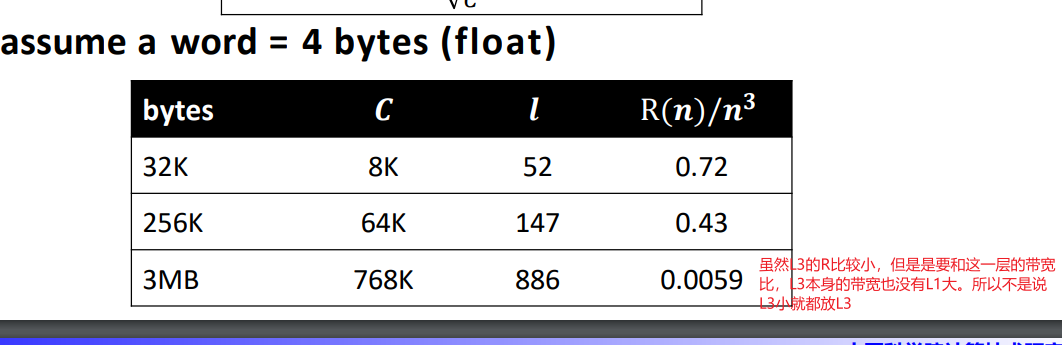 √c
assume a word = 4 bytes (float)
bytes C l R(n)/n³
32K 8K 52 0.72
256K 64K 147 0.43
3MB 768K 886 0.0059
虽然L3的R比较小，但是是要和这一层的带宽
比，L3本身的带宽也没有L1大。所以不是说
L3小就都放L3